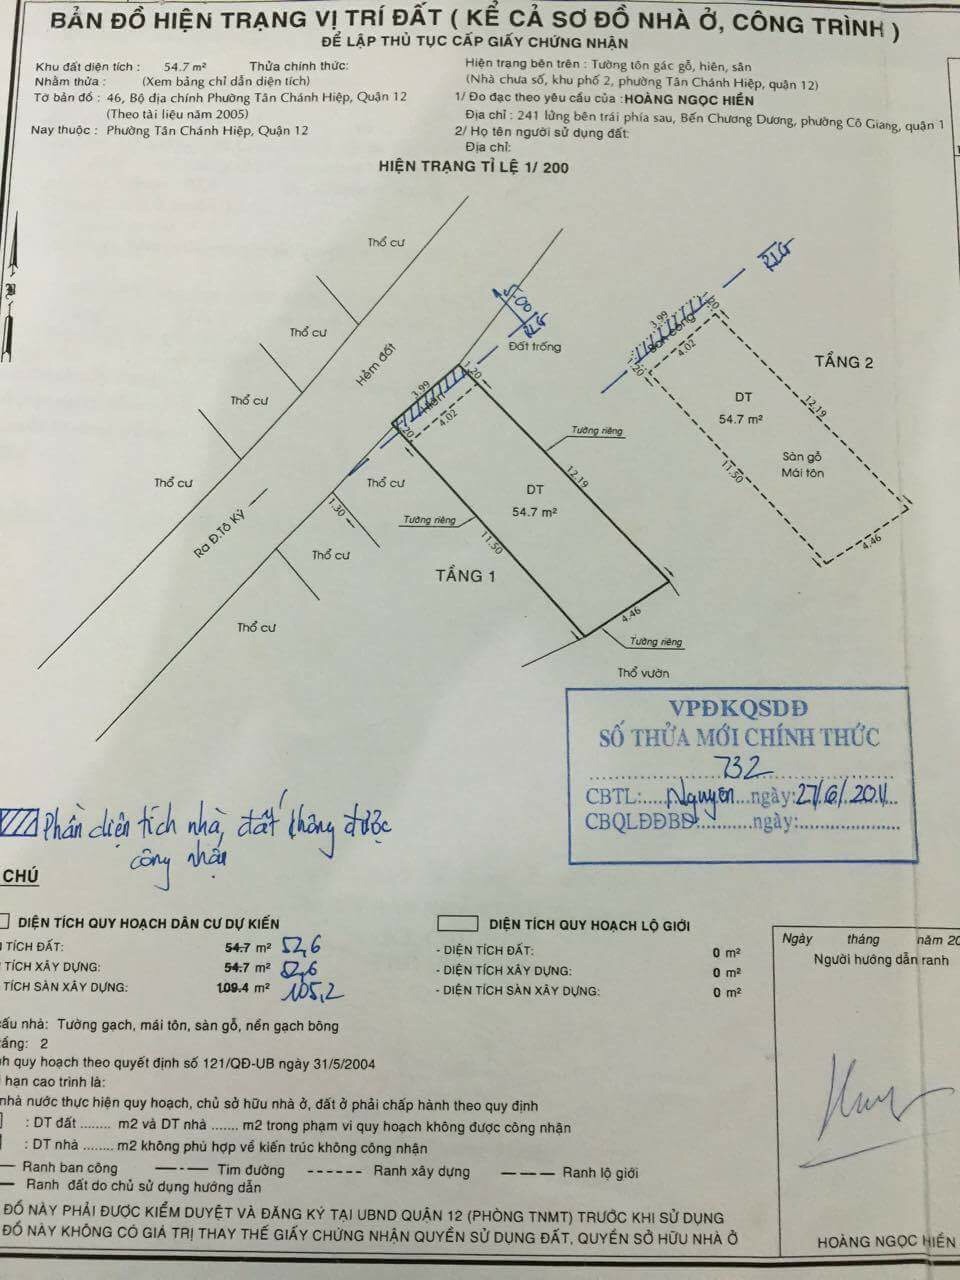 BẢN ĐỒ HIỆN TRẠNG VỊ TRÍ ĐẤT ( KỂ CẢ SƠ ĐỒ NHÀ Ở, CÔNG TRÌNH )
ĐỂ LẬP THỦ TỤC CẤP GIẤY CHỨNG NHẬN
Khu đất diện tích : 54.7 m² Thửa chính thức:
Nhằm thửa : (Xem bảng chỉ dẫn diện tích)
Tờ bản đồ : 46, Bộ địa chính Phường Tân Chánh Hiệp, Quận 12
(Theo tài liệu năm 2005)
Nay thuộc : Phường Tân Chánh Hiệp, Quận 12
Hiện trạng bên trên : Tường tôn gác gỗ, hiên, sân
(Nhà chưa số, khu phố 2, phường Tân Chánh Hiệp, quận 12)
1/ Đo đạc theo yêu cầu của : HOÀNG NGỌC HIỀN
Địa chỉ : 241 lửng bên trái phía sau, Bến Chương Dương, phường Cô Giang, quận 1
2/ Họ tên người sử dụng đất:
Địa chỉ:
HIỆN TRẠNG TỈ LỆ 1/ 200
Thổ cư
Thổ cư
Thổ cư
Thổ cư
Hẻm đất
Ra Đ.Tô Ký
5.00
RLG
Đất trống
3.99
.20
4.02
.20
Thổ cư
1.30
Thổ cư
Thổ cư
Tường riêng
12.19
DT
54.7 m²
Tường riêng
11.50
TẦNG 1
4.46
Tường riêng
Thổ vườn
RLG
3.99
.20
Ban công
4.02
.20
TẦNG 2
DT
54.7 m²
12.19
Sàn gỗ
Mái tôn
11.50
4.46
VPĐKQSDĐ
SỐ THỬA MỚI CHÍNH THỨC
732
CBTL:.....Nguyên...ngày:27/6/2011...
CBQLĐĐBĐ:............ngày:....................
Phần diện tích nhà, đất không được
công nhận
CHÚ
DIỆN TÍCH QUY HOẠCH DÂN CƯ DỰ KIẾN
TÍCH ĐẤT: 54.7 m² 52,6
TÍCH XÂY DỰNG: 54.7 m² 52,6
TÍCH SÀN XÂY DỰNG: 109.4 m² 105,2
DIỆN TÍCH QUY HOẠCH LỘ GIỚI
- DIỆN TÍCH ĐẤT: 0 m²
- DIỆN TÍCH XÂY DỰNG: 0 m²
- DIỆN TÍCH SÀN XÂY DỰNG: 0 m²
Ngày tháng năm 20
Người hướng dẫn ranh
HOÀNG NGỌC HIỀN
cấu nhà: Tường gạch, mái tôn, sàn gỗ, nền gạch bông
tầng: 2
h quy hoạch theo quyết định số 121/QĐ-UB ngày 31/5/2004
hạn cao trình là:
nhà nước thực hiện quy hoạch, chủ sở hữu nhà ở, đất ở phải chấp hành theo quy định
: DT đất ........ m2 và DT nhà ....... m2 trong phạm vi quy hoạch không được công nhận
: DT nhà ........ m2 không phù hợp về kiến trúc không công nhận
Ranh ban công Tim đường Ranh xây dựng Ranh lộ giới
Ranh đất do chủ sử dụng hướng dẫn
ĐỒ NÀY PHẢI ĐƯỢC KIỂM DUYỆT VÀ ĐĂNG KÝ TẠI UBND QUẬN 12 (PHÒNG TNMT) TRƯỚC KHI SỬ DỤNG
ĐỒ NÀY KHÔNG CÓ GIÁ TRỊ THAY THẾ GIẤY CHỨNG NHẬN QUYỀN SỬ DỤNG ĐẤT, QUYỀN SỞ HỮU NHÀ Ở